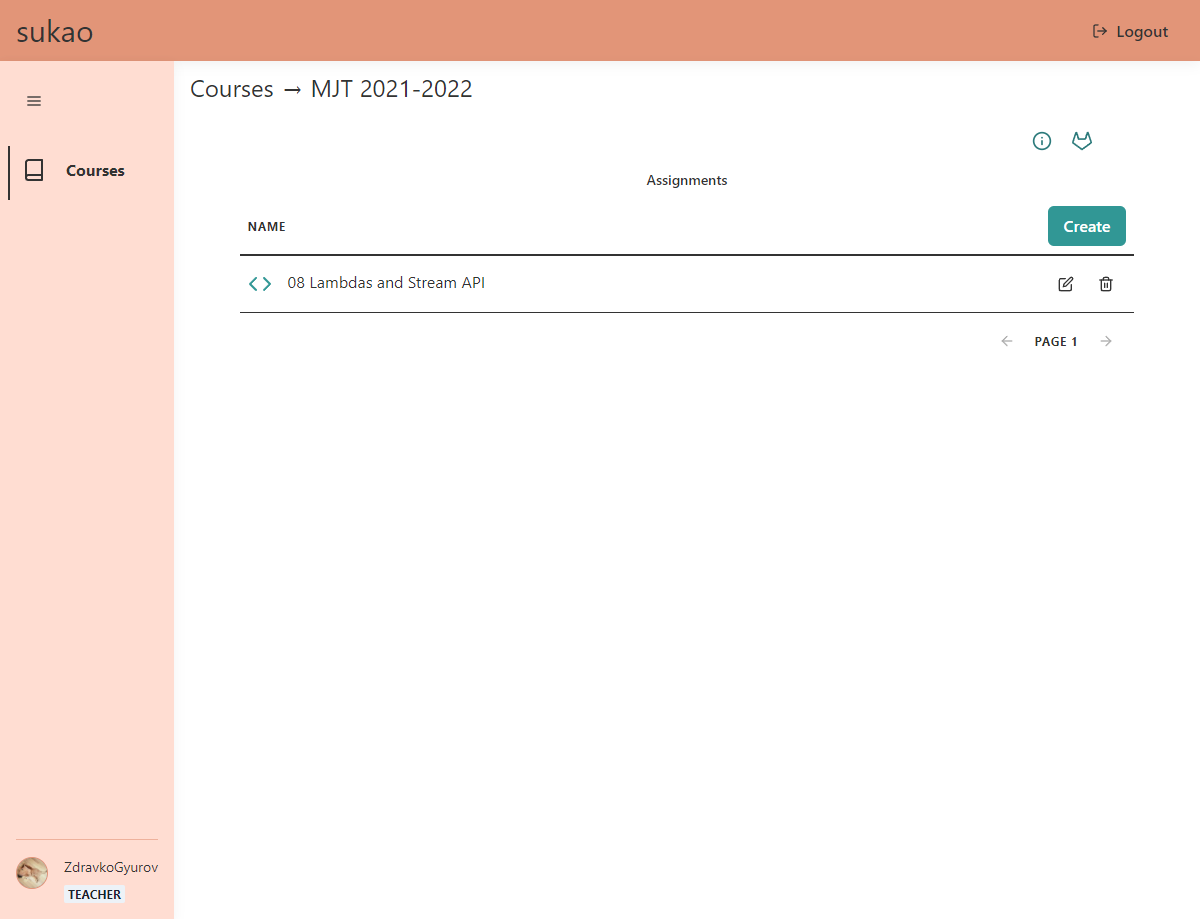 sukao
Logout
Courses → MJT 2021-2022
Courses
Assignments
NAME
Create
08 Lambdas and Stream API
PAGE 1
ZdravkoGyurov
TEACHER